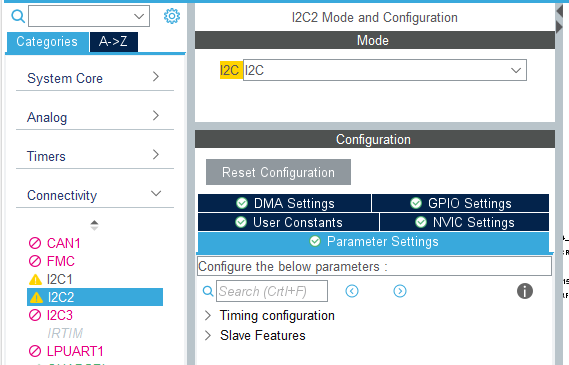 I2C2 Mode and Configuration
Categories
A->Z
System Core
Analog
Timers
Connectivity
CAN1
FMC
I2C1
I2C2
I2C3
IRTIM
LPUART1
Mode
I2C I2C
Configuration
Reset Configuration
DMA Settings
GPIO Settings
User Constants
NVIC Settings
Parameter Settings
Configure the below parameters :
Search (Crtl+F)
Timing configuration
Slave Features